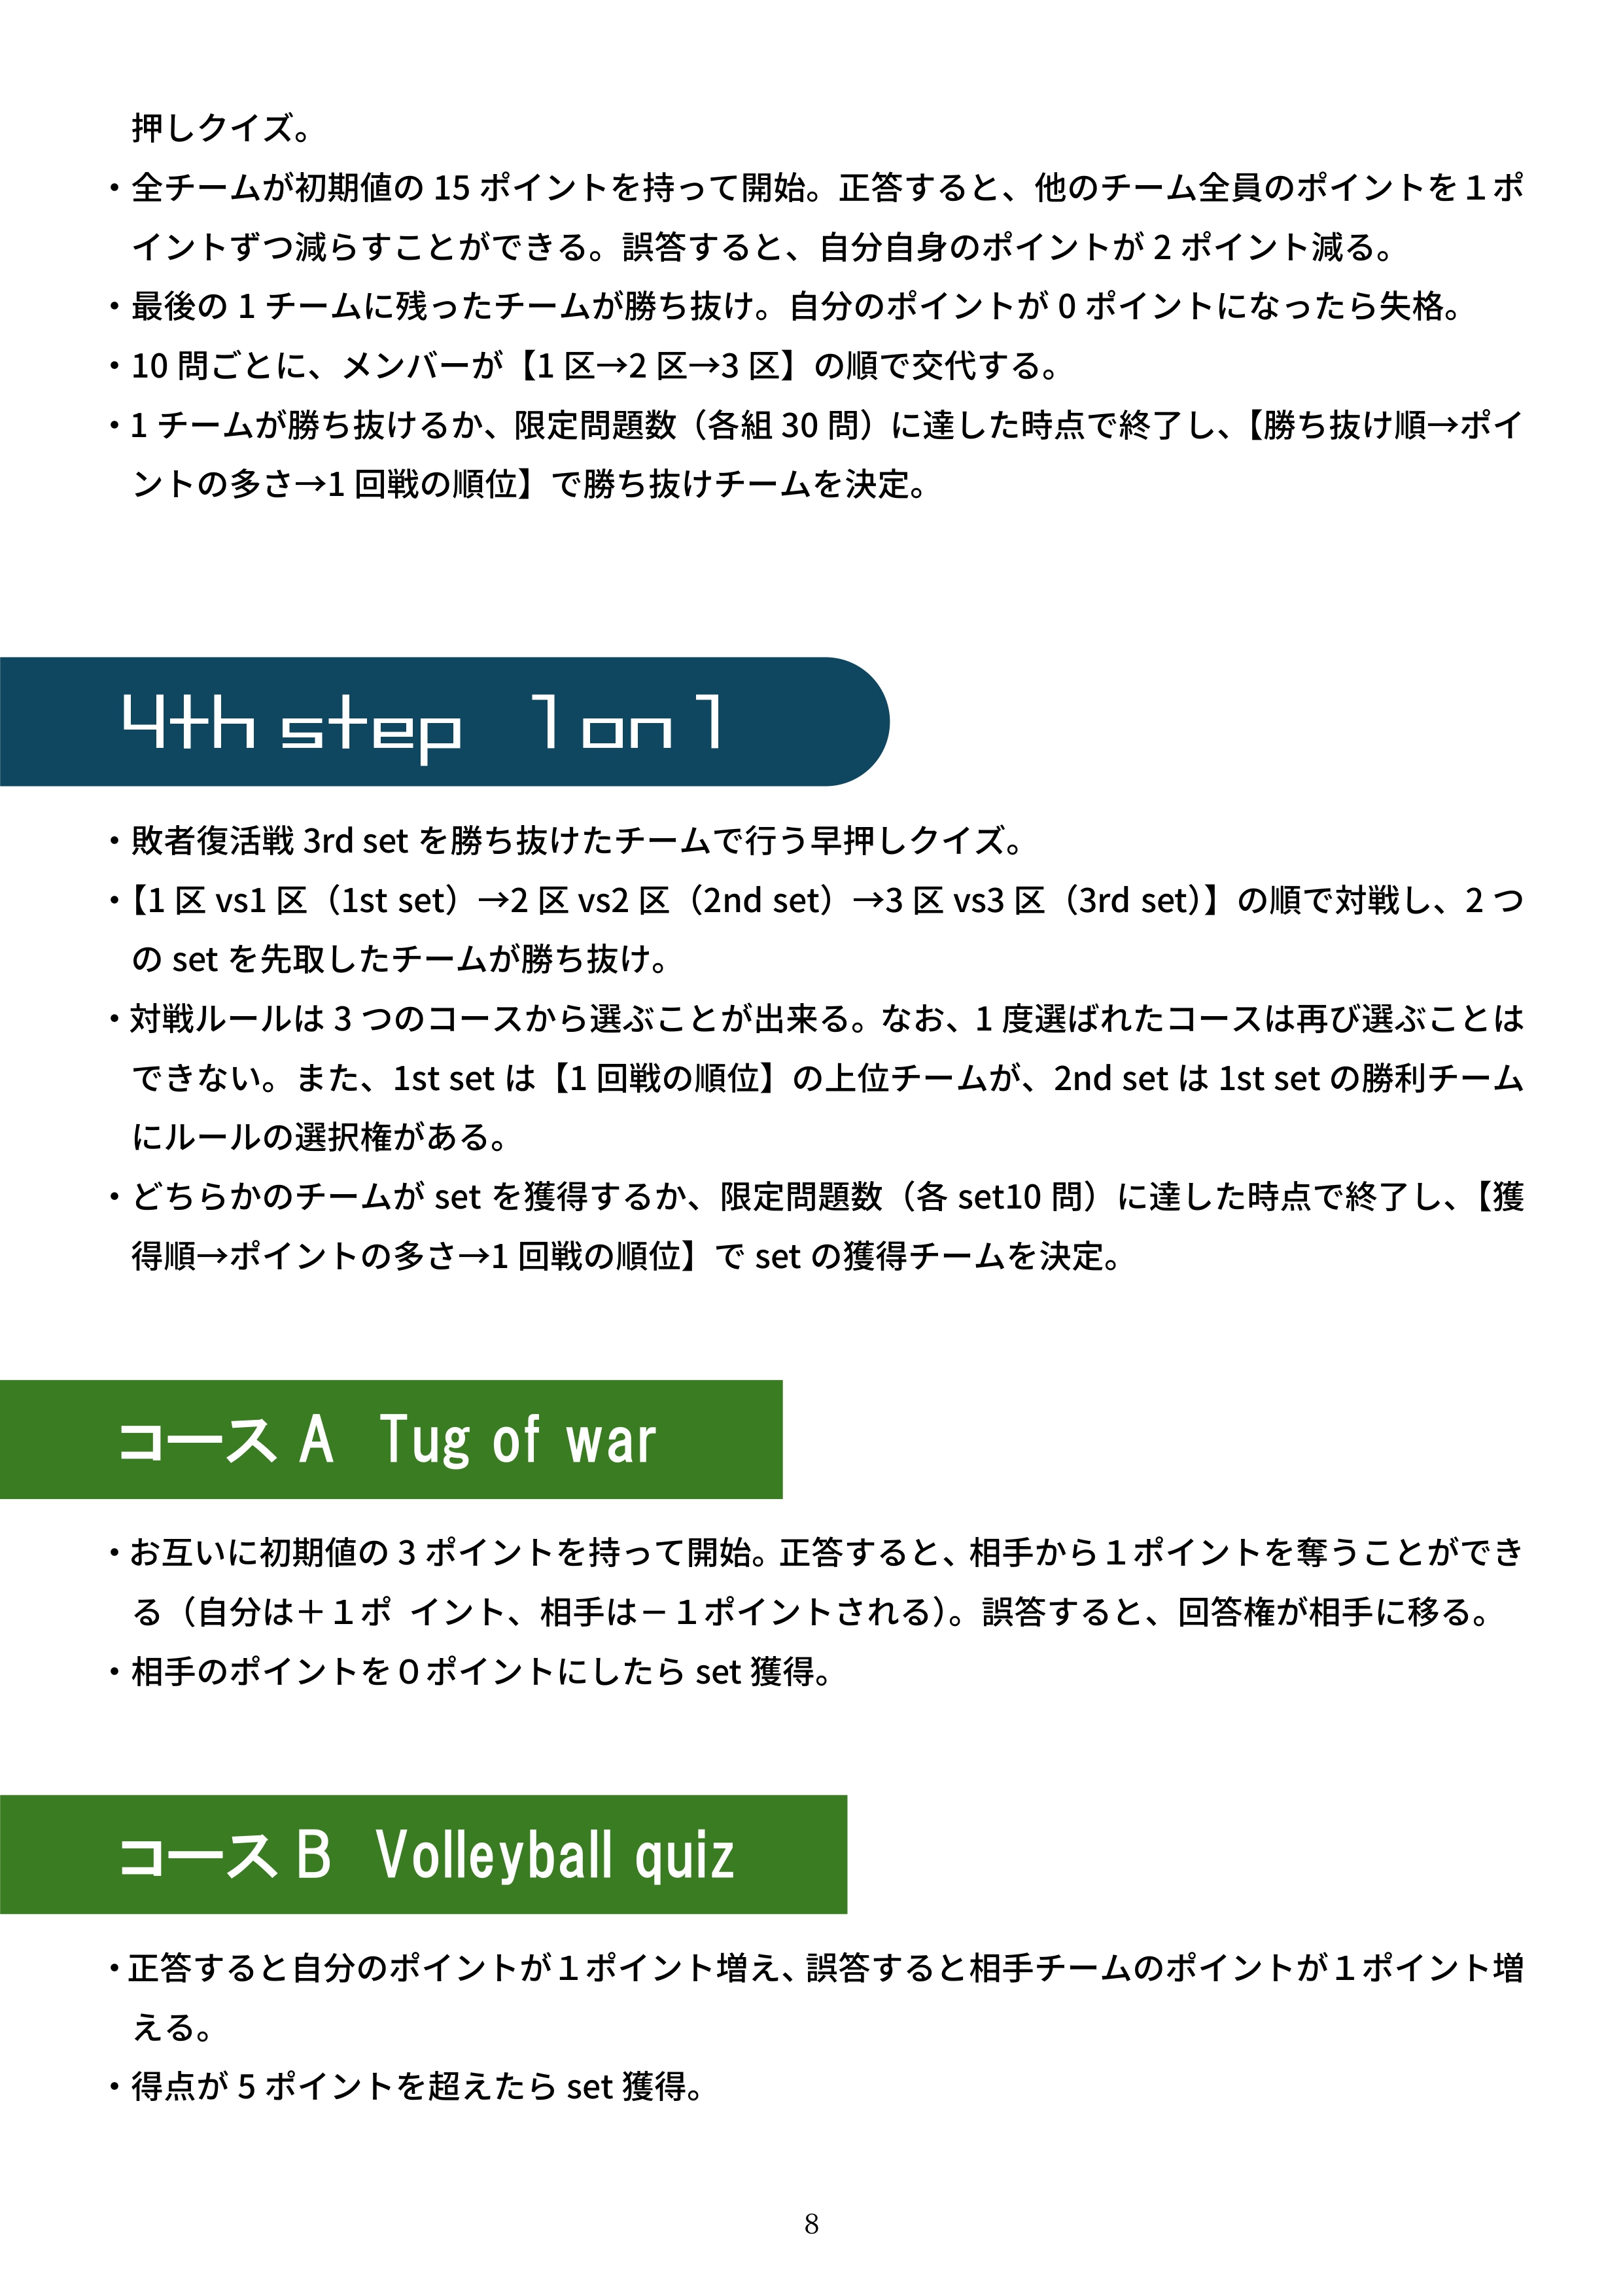 押しクイズ。
・全チームが初期値の 15 ポイントを持って開始。正答すると、他のチーム全員のポイントを１ポ
イントずつ減らすことができる。誤答すると、自分自身のポイントが 2 ポイント減る。
・最後の 1 チームに残ったチームが勝ち抜け。自分のポイントが 0 ポイントになったら失格。
・10 問ごとに、メンバーが【1 区→2 区→3 区】の順で交代する。
・1 チームが勝ち抜けるか、限定問題数（各組 30 問）に達した時点で終了し、【勝ち抜け順→ポイ
ントの多さ→1 回戦の順位】で勝ち抜けチームを決定。
4th step 1 on 1
・敗者復活戦 3rd set を勝ち抜けたチームで行う早押しクイズ。
・【1 区 vs1 区（1st set）→2 区 vs2 区（2nd set）→3 区 vs3 区（3rd set）】の順で対戦し、2 つ
の set を先取したチームが勝ち抜け。
・対戦ルールは 3 つのコースから選ぶことが出来る。なお、1 度選ばれたコースは再び選ぶことは
できない。また、1st set は【1 回戦の順位】の上位チームが、2nd set は 1st set の勝利チーム
にルールの選択権がある。
・どちらかのチームが set を獲得するか、限定問題数（各 set10 問）に達した時点で終了し、【獲
得順→ポイントの多さ→1 回戦の順位】で set の獲得チームを決定。
コース A Tug of war
・お互いに初期値の 3 ポイントを持って開始。正答すると、相手から１ポイントを奪うことができ
る（自分は＋１ポ イント、相手は－１ポイントされる）。誤答すると、回答権が相手に移る。
・相手のポイントを０ポイントにしたら set 獲得。
コース B Volleyball quiz
・正答すると自分のポイントが１ポイント増え、誤答すると相手チームのポイントが１ポイント増
える。
・得点が 5 ポイントを超えたら set 獲得。
8